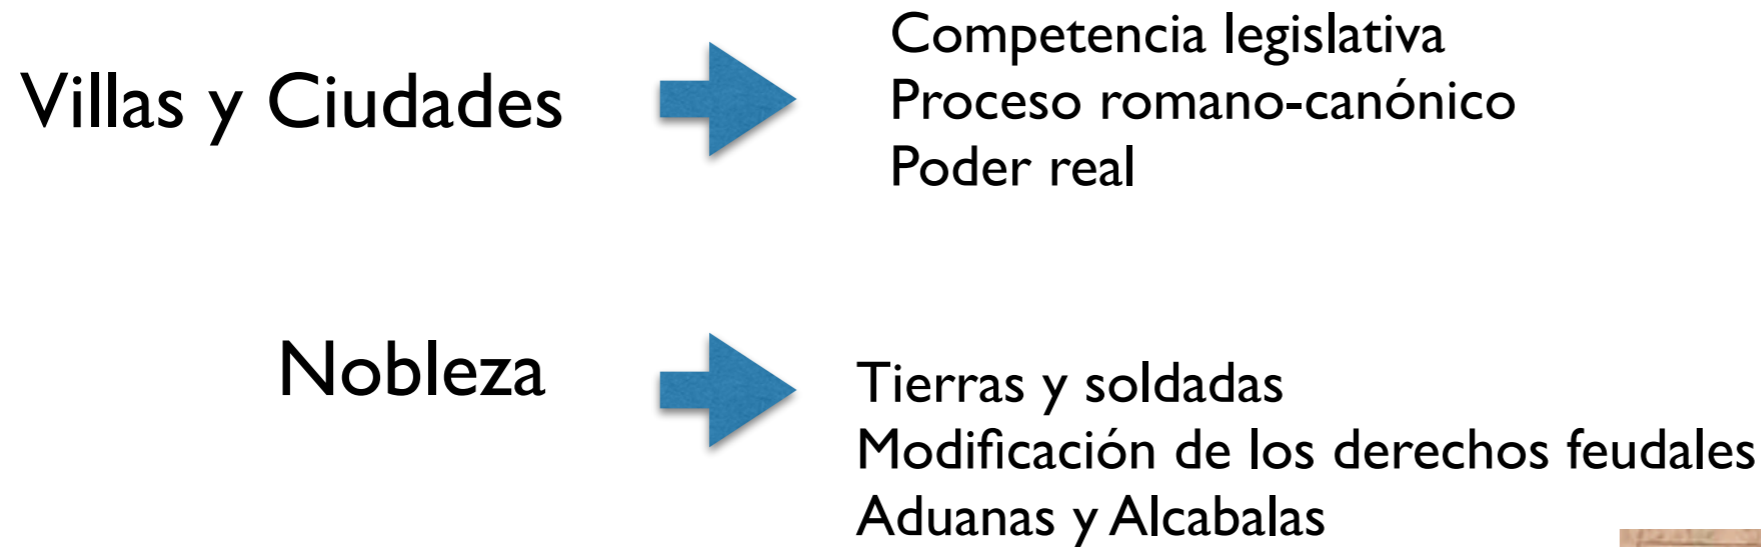 Villas y Ciudades
Competencia legislativa
Proceso romano-canónico
Poder real
Nobleza
Tierras y soldadas
Modificación de los derechos feudales
Aduanas y Alcabalas